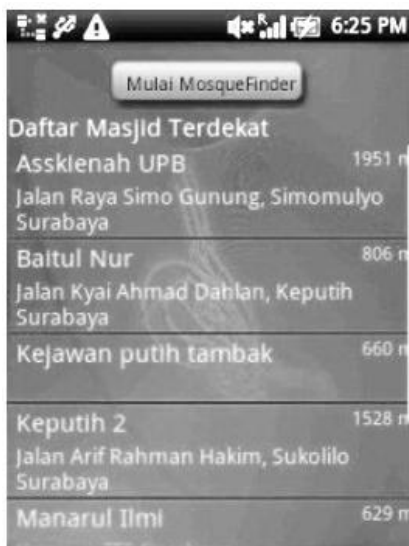 6:25 PM
Mulai MosqueFinder
Daftar Masjid Terdekat
Asskienah UPB 1951 m
Jalan Raya Simo Gunung, Simomulyo
Surabaya
Baitul Nur 806 m
Jalan Kyai Ahmad Dahlan, Keputih
Surabaya
Kejawan putih tambak 660 m
Keputih 2 1528 m
Jalan Arif Rahman Hakim, Sukolilo
Surabaya
Manarul Ilmi 629 m